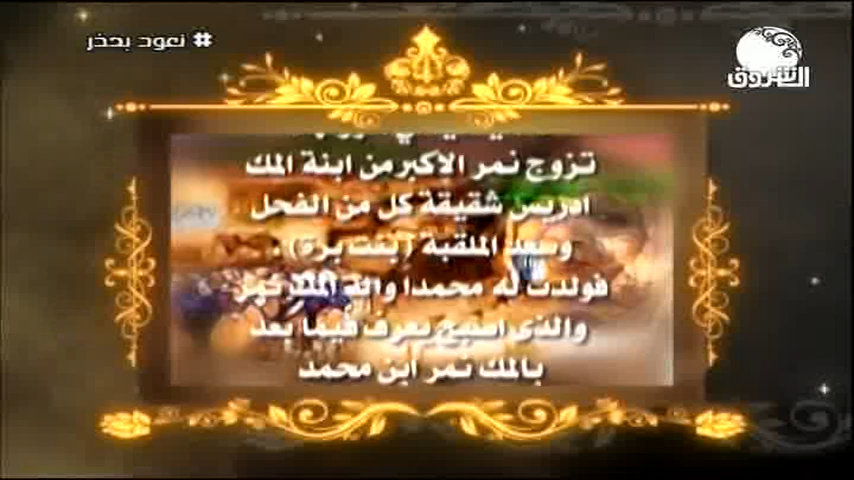 # نعود بحذر
الشروق
تزوج نمر الاكبر من ابنة المك
ادريس شقيقة كل من الفحل
وسعد الملقبة (بنت برة) .
فولدت له محمدا والد الملك نمر
والذى اصبح يعرف فيما بعد
بالمك نمر ابن محمد